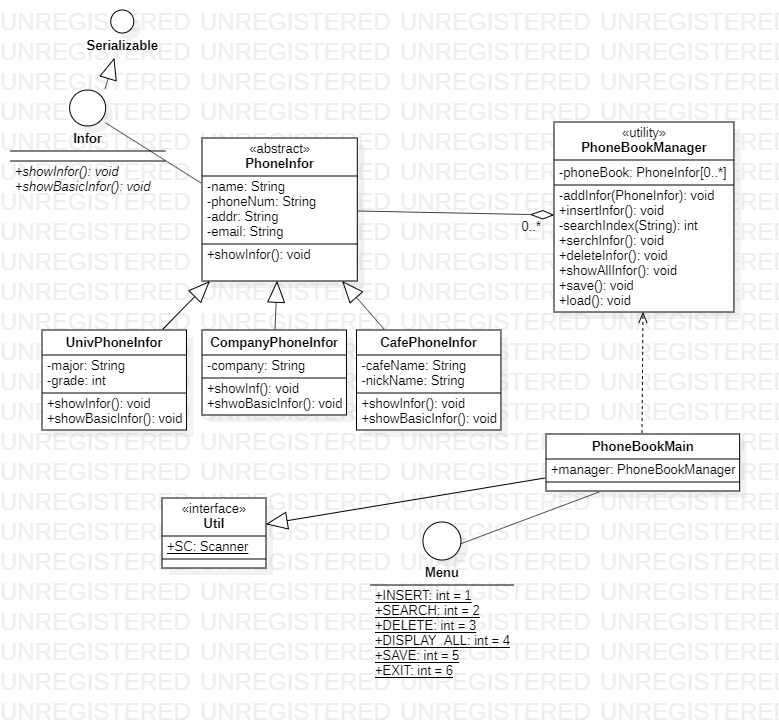 Serializable
Infor
+showInfor(): void
+showBasicInfor(): void
«abstract»
PhoneInfor
-name: String
-phoneNum: String
-addr: String
-email: String
+showInfor(): void
0..*
«utility»
PhoneBookManager
-phoneBook: PhoneInfor[0..*]
-addInfor(PhoneInfor): void
+insertInfor(): void
-searchIndex(String): int
+serchInfor(): void
+deleteInfor(): void
+showAllInfor(): void
+save(): void
+load(): void
UnivPhoneInfor
-major: String
-grade: int
+showInfor(): void
+showBasicInfor(): void
CompanyPhoneInfor
-company: String
+showInf(): void
+shwoBasicInfor(): void
CafePhoneInfor
-cafeName: String
-nickName: String
+showInfor(): void
+showBasicInfor(): void
PhoneBookMain
+manager: PhoneBookManager
«interface»
Util
+SC: Scanner
Menu
+INSERT: int = 1
+SEARCH: int = 2
+DELETE: int = 3
+DISPLAY_ALL: int = 4
+SAVE: int = 5
+EXIT: int = 6
UNREGISTERED UNREGISTERED UNREGISTERED UNREGISTERED